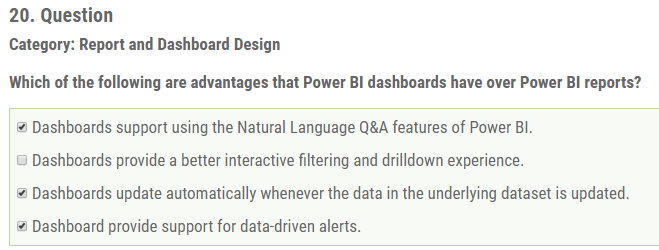 20. Question
Category: Report and Dashboard Design
Which of the following are advantages that Power BI dashboards have over Power BI reports?
Dashboards support using the Natural Language Q&A features of Power BI.
Dashboards provide a better interactive filtering and drilldown experience.
Dashboards update automatically whenever the data in the underlying dataset is updated.
Dashboard provide support for data-driven alerts.